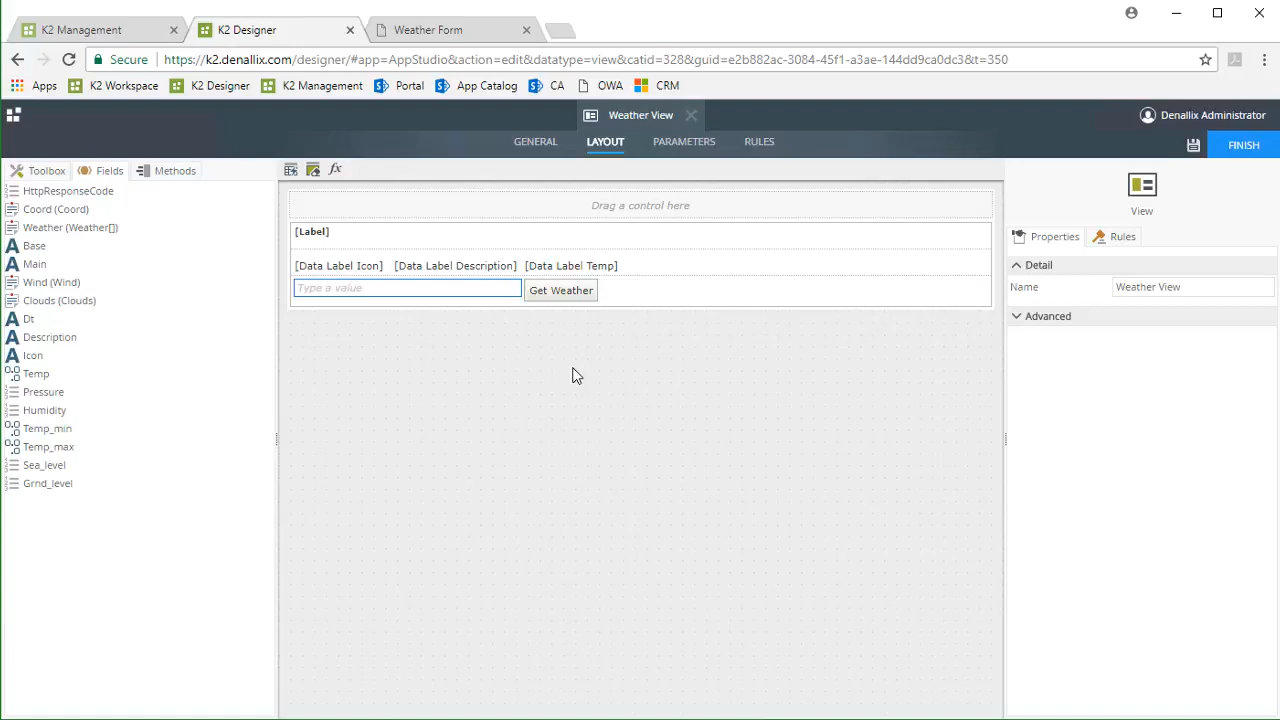 K2 Management
K2 Designer
Weather Form
Secure
https://k2.denallix.com/designer/#app=AppStudio&action=edit&datatype=view&catid=328&guid=e2b882ac-3084-45f1-a3ae-144dd9ca0dc3&t=350
Apps K2 Workspace K2 Designer K2 Management Portal App Catalog CA OWA CRM
Weather View
Denallix Administrator
GENERAL LAYOUT PARAMETERS RULES
FINISH
Toolbox Fields Methods
fx
HttpResponseCode
Coord (Coord)
Weather (Weather[])
Base
Main
Wind (Wind)
Clouds (Clouds)
Dt
Description
Icon
Temp
Pressure
Humidity
Temp_min
Temp_max
Sea_level
Grnd_level
Drag a control here
[Label]
[Data Label Icon] [Data Label Description] [Data Label Temp]
Type a value Get Weather
View
Properties Rules
Detail
Name Weather View
Advanced